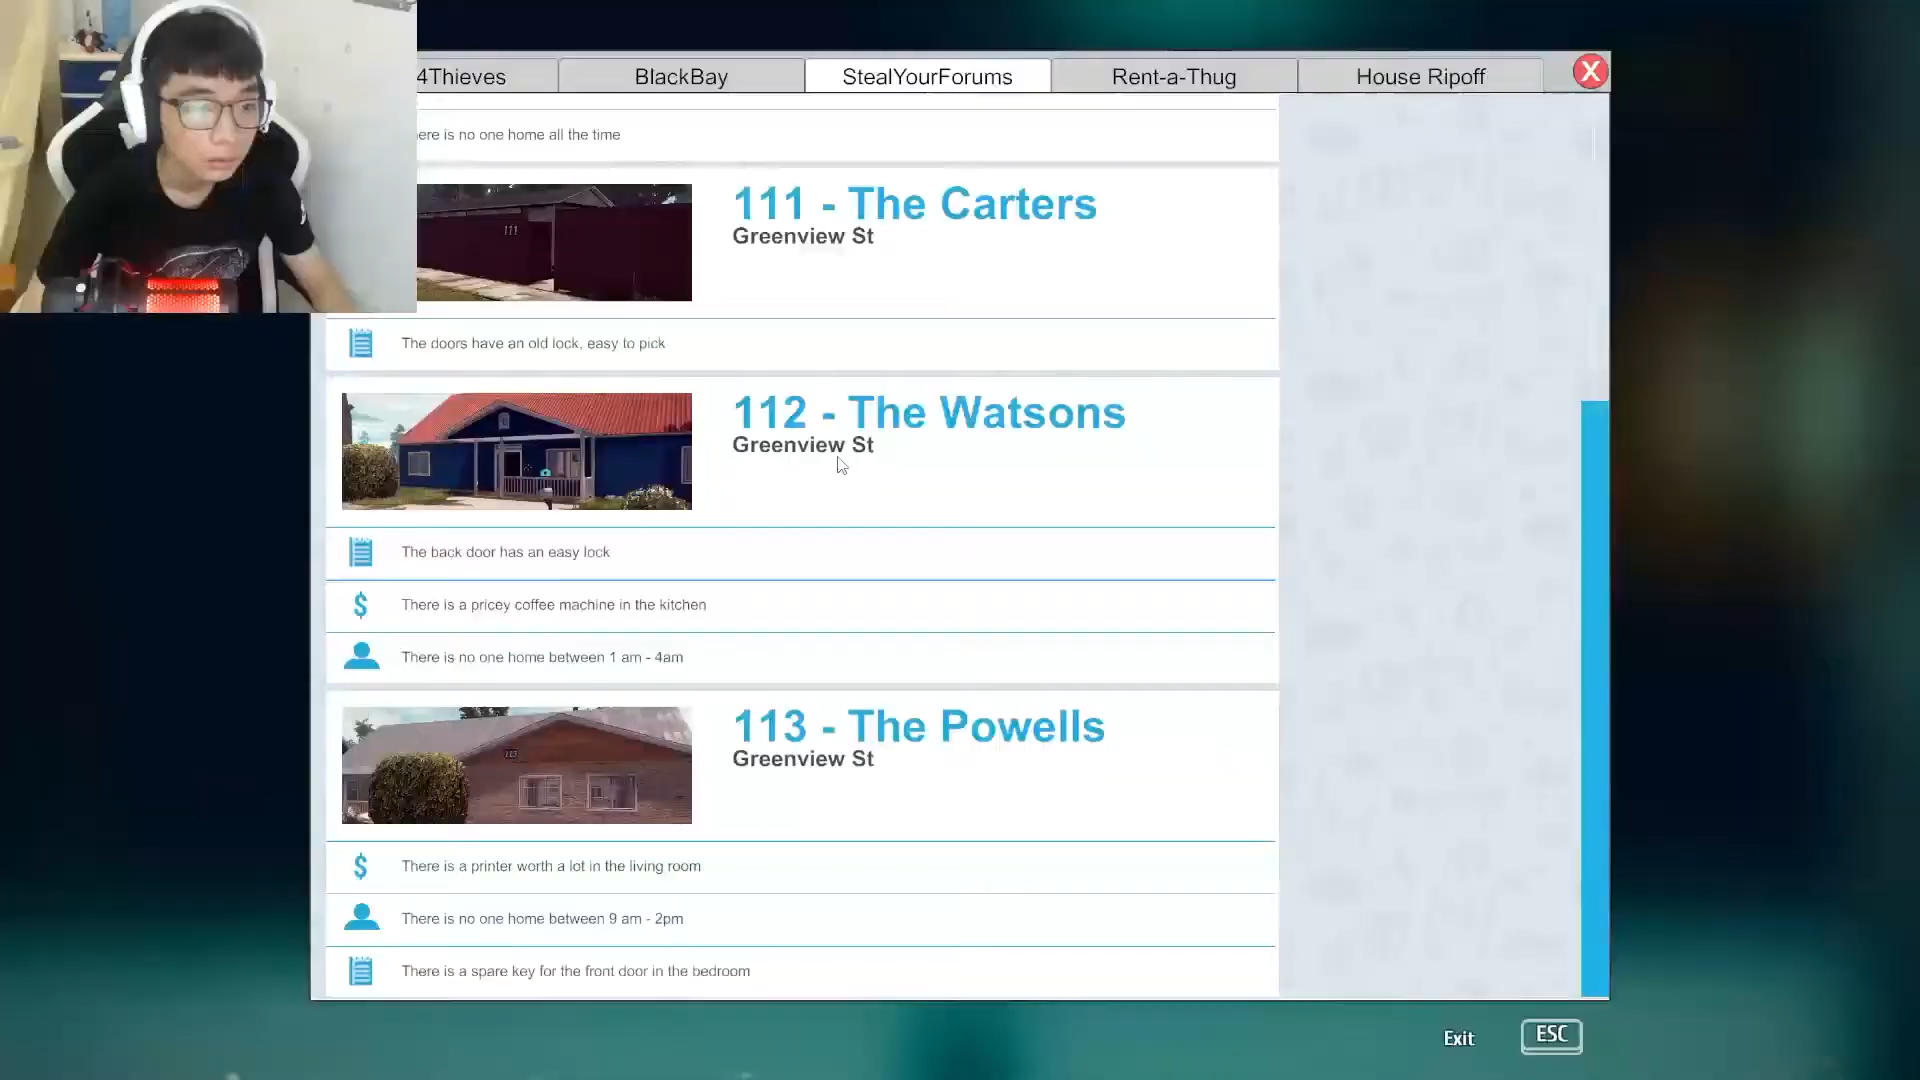 4Thieves
BlackBay
StealYourForums
Rent-a-Thug
House Ripoff
X
ere is no one home all the time
111
111 - The Carters
Greenview St
The doors have an old lock, easy to pick
112 - The Watsons
Greenview St
The back door has an easy lock
$
There is a pricey coffee machine in the kitchen
There is no one home between 1 am - 4am
113
113 - The Powells
Greenview St
$
There is a printer worth a lot in the living room
There is no one home between 9 am - 2pm
There is a spare key for the front door in the bedroom
Exit
ESC